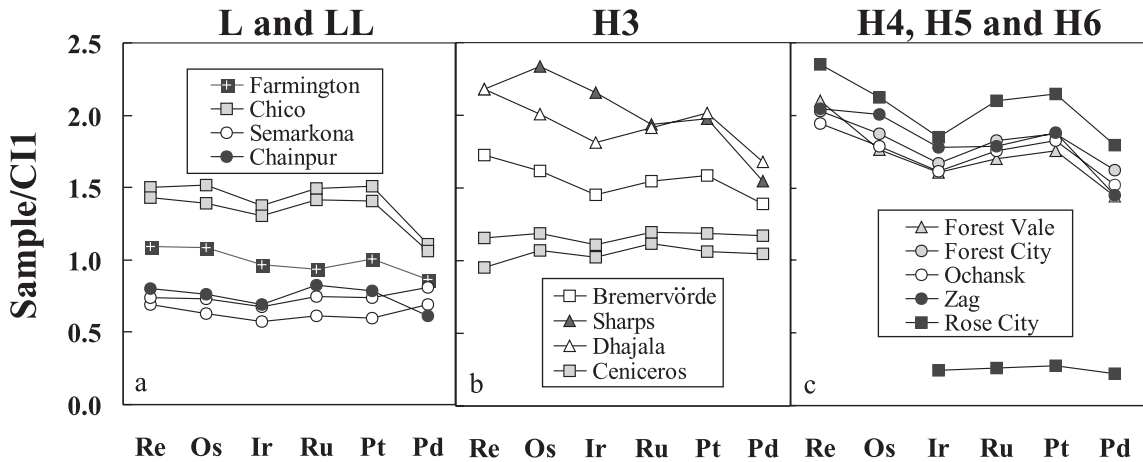 L and LL
H3
H4, H5 and H6
Sample/CI1
2.5
2.0
1.5
1.0
0.5
0.0
Farmington
Chico
Semarkona
Chainpur
a
Bremervörde
Sharps
Dhajala
Ceniceros
b
Forest Vale
Forest City
Ochansk
Zag
Rose City
c
Re Os Ir Ru Pt Pd
Re Os Ir Ru Pt Pd
Re Os Ir Ru Pt Pd